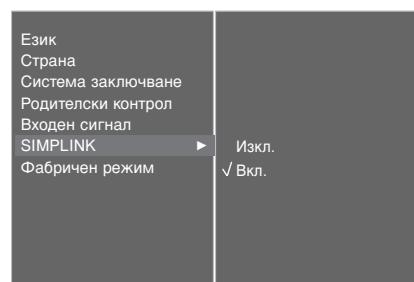 Език
Страна
Система заключване
Родителски контрол
Входен сигнал
SIMPLINK ►
Изкл.
Фабричен режим
√ Вкл.